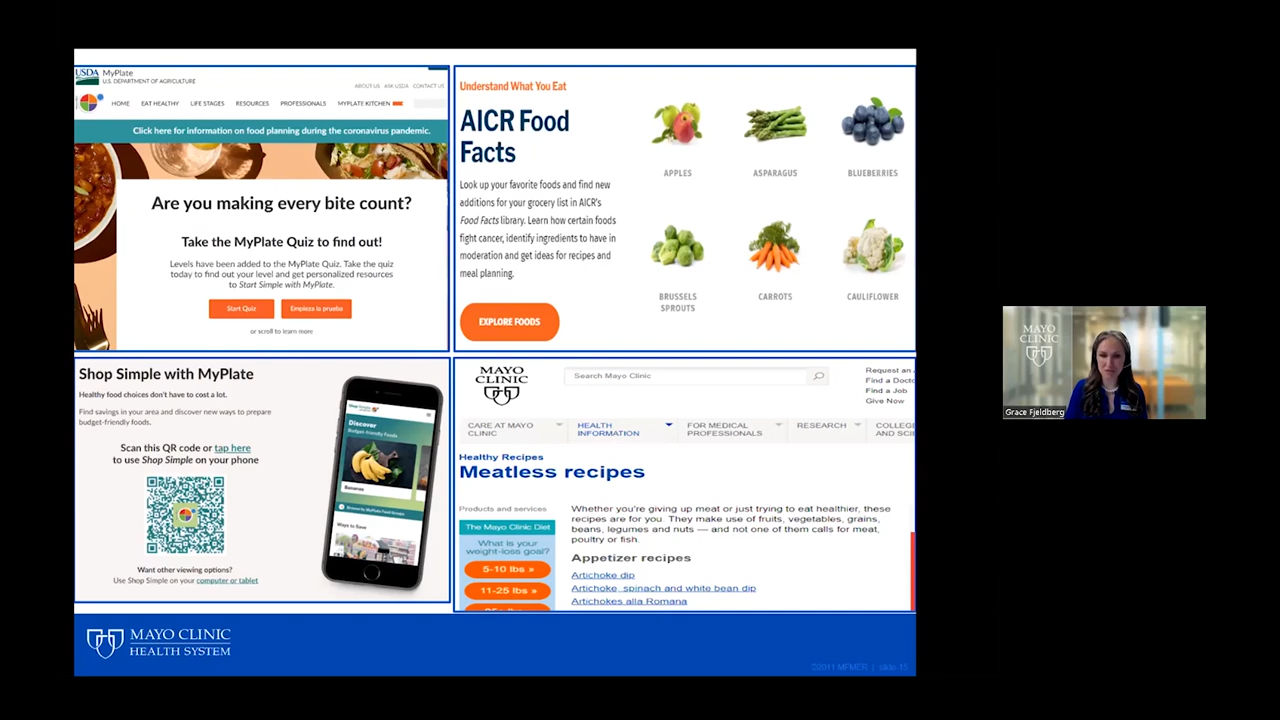 USDA
MyPlate
U.S. DEPARTMENT OF AGRICULTURE
ABOUT US ASK USDA CONTACT US
HOME EAT HEALTHY LIFE STAGES RESOURCES PROFESSIONALS MYPLATE KITCHEN
Click here for information on food planning during the coronavirus pandemic.
Are you making every bite count?
Take the MyPlate Quiz to find out!
Levels have been added to the MyPlate Quiz. Take the quiz
today to find out your level and get personalized resources
to Start Simple with MyPlate.
Start Quiz Empieza la prueba
or scroll to learn more
Understand What You Eat
AICR Food
Facts
Look up your favorite foods and find new
additions for your grocery list in AICR's
Food Facts library. Learn how certain foods
fight cancer, identify ingredients to have in
moderation and get ideas for recipes and
meal planning.
EXPLORE FOODS
APPLES ASPARAGUS BLUEBERRIES
BRUSSELS
SPROUTS
CARROTS CAULIFLOWER
Shop Simple with MyPlate
Healthy food choices don't have to cost a lot.
Find savings in your area and discover new ways to prepare
budget-friendly foods.
Scan this QR code or tap here
to use Shop Simple on your phone
Want other viewing options?
Use Shop Simple on your computer or tablet
Discover
Budget-friendly Foods
Bananas
Browse by MyPlate Food Groups
Ways to Save
MAYO
CLINIC
Search Mayo Clinic
Request an A
Find a Docto
Find a Job
Give Now
CARE AT MAYO
CLINIC
HEALTH
INFORMATION
FOR MEDICAL
PROFESSIONALS
RESEARCH
COLLEGE
AND SCI
Healthy Recipes
Meatless recipes
Products and services
The Mayo Clinic Diet
What is your
weight-loss goal?
5-10 lbs »
11-25 lbs »
Whether you're giving up meat or just trying to eat healthier, these
recipes are for you. They make use of fruits, vegetables, grains,
beans, legumes and nuts — and not one of them calls for meat,
poultry or fish.
Appetizer recipes
Artichoke dip
Artichoke, spinach and white bean dip
Artichokes alla Romana
MAYO CLINIC
HEALTH SYSTEM
©2011 MFMER | slide-15
MAYO
CLINIC
Grace Fjeldberg